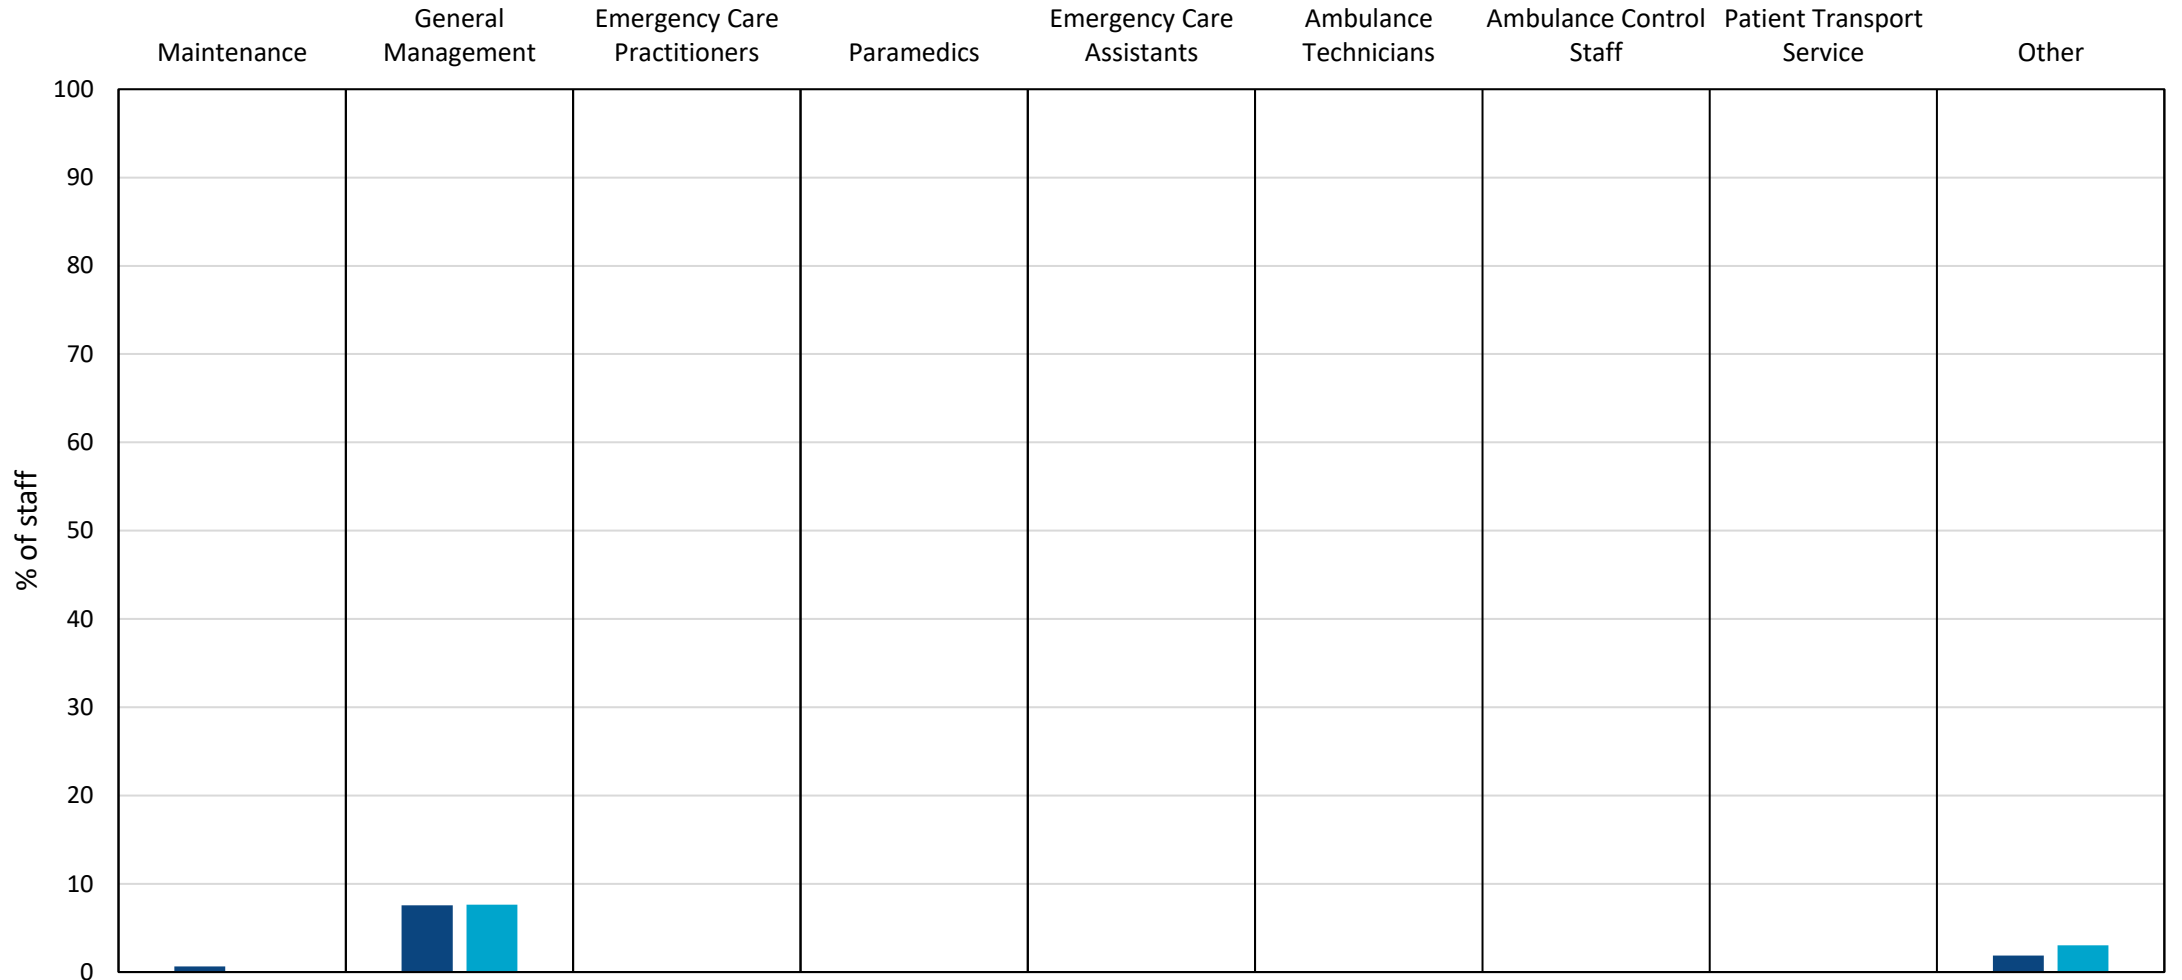 Maintenance
General
Management
Emergency Care
Practitioners
Paramedics
Emergency Care
Assistants
Ambulance
Technicians
Ambulance Control
Staff
Patient Transport
Service
Other
100
90
80
70
60
50
40
30
20
10
0
% of staff